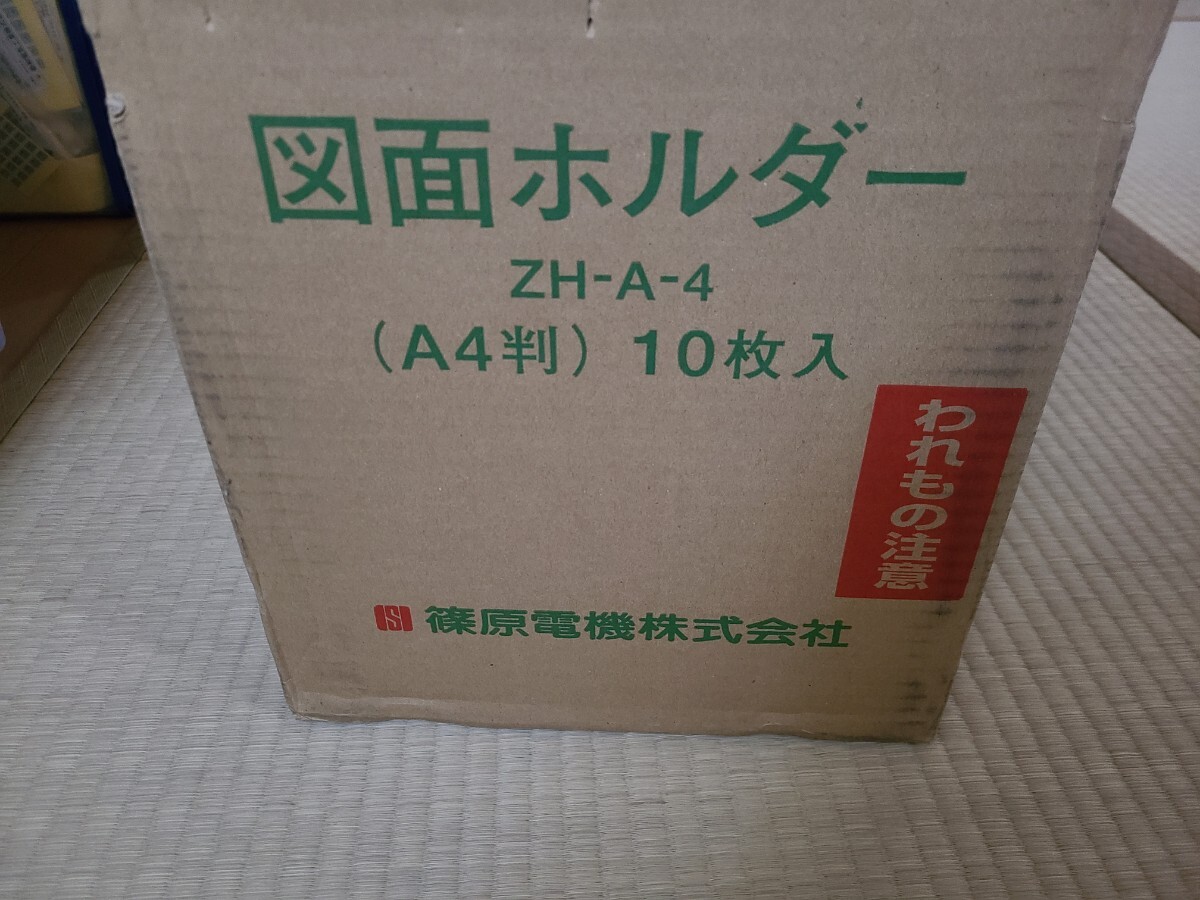 図面ホルダー
ZH-A-4
（A4判）10枚入
われもの注意
篠原電機株式会社